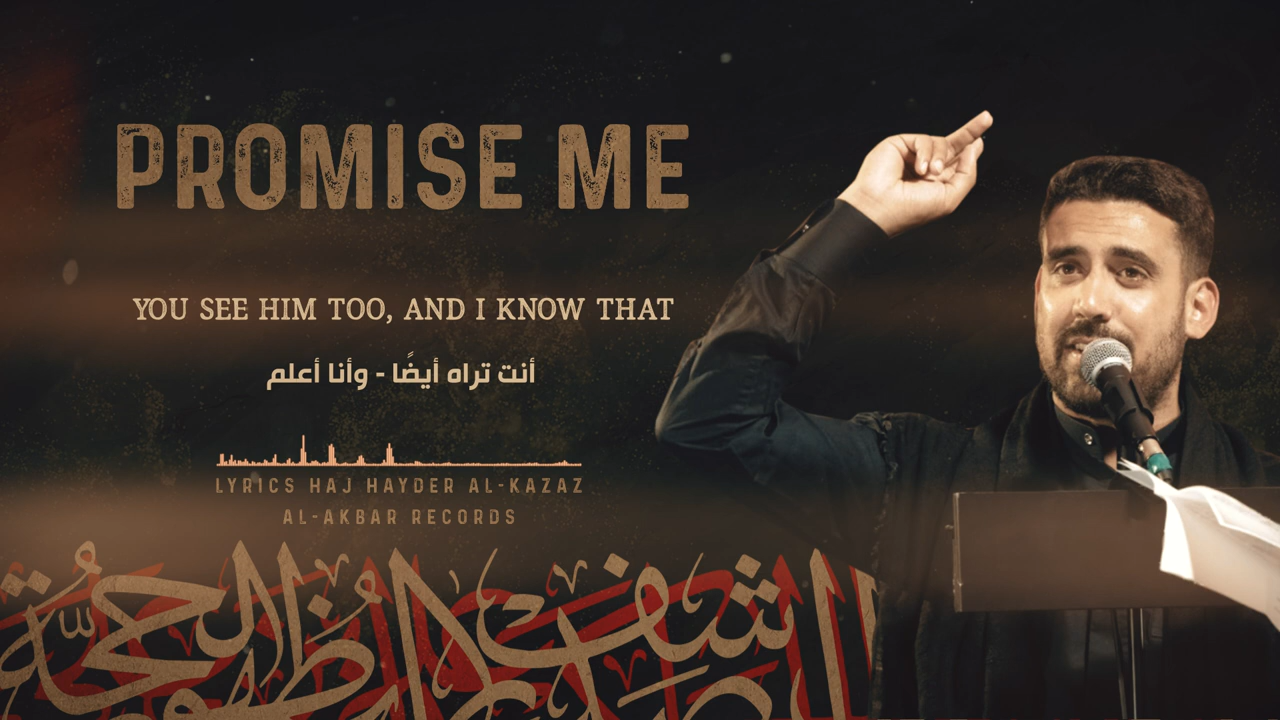 PROMISE ME
YOU SEE HIM TOO, AND I KNOW THAT
أنت تراه أيضًا - وأنا أعلم
LYRICS HAJ HAYDER AL-KAZAZ
AL-AKBAR RECORDS